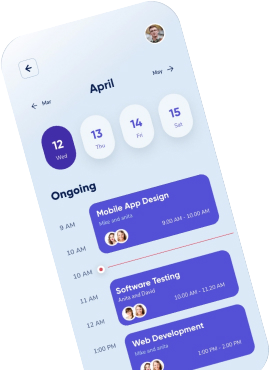 ← Mar
April
May →
12
Wed
13
Thu
14
Fri
15
Sat
Ongoing
9 AM
Mobile App Design
Mike and anita
9.00 AM - 10.00 AM
10 AM
10 AM
11 AM
Software Testing
Anita and David
10.00 AM - 11.20 AM
12 AM
1:00 PM
Web Development
Mike and anita
1:00 PM - 2:00 PM